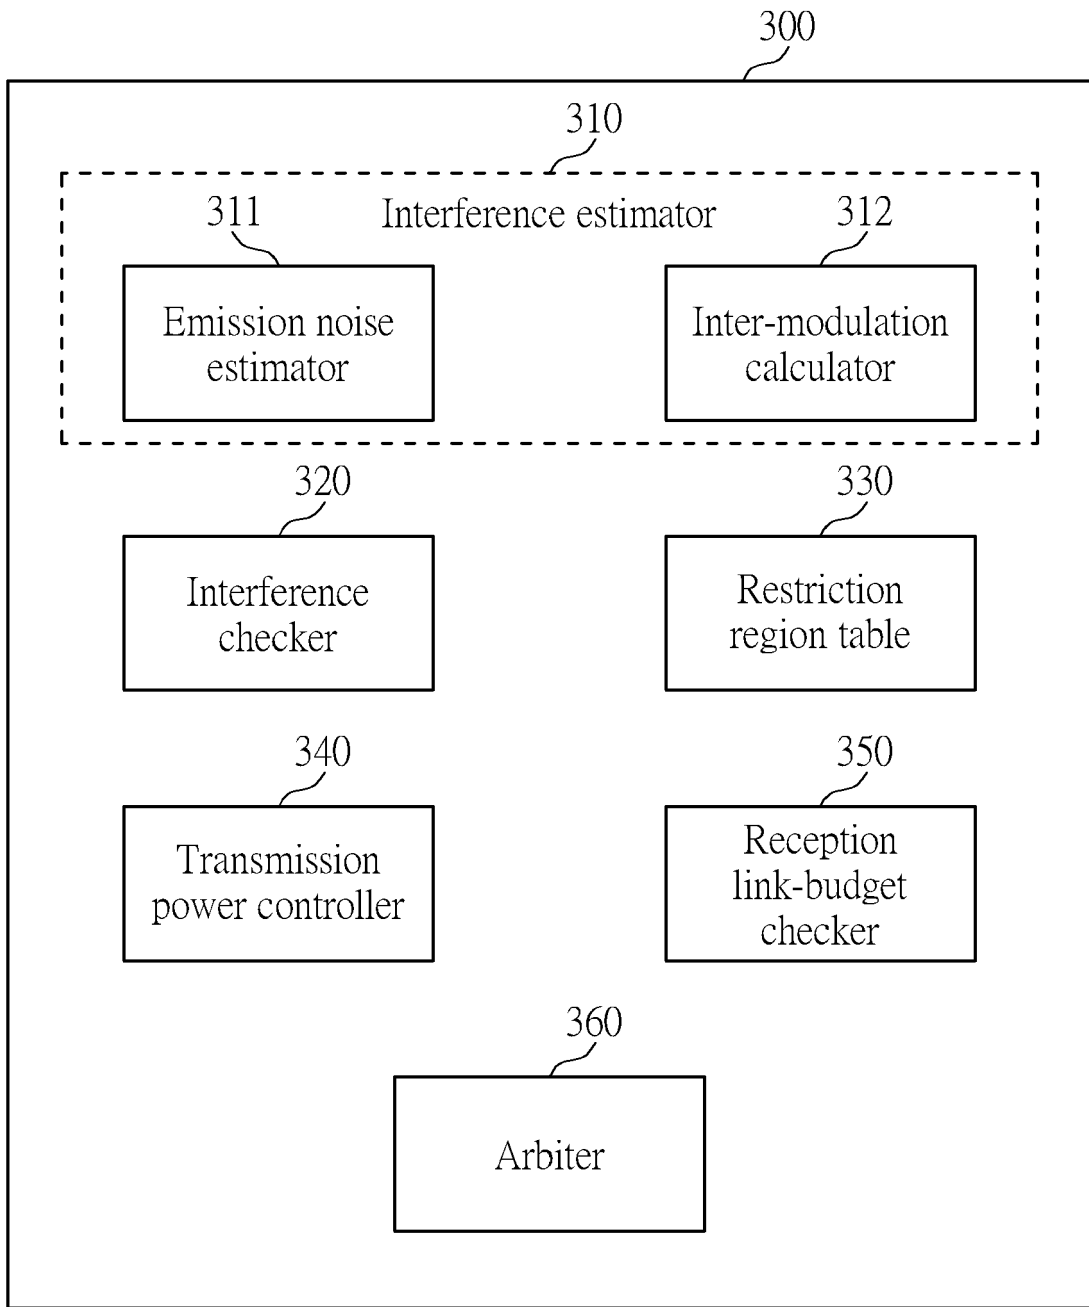 300
310
Interference estimator
311
312
Emission noise
estimator
Inter-modulation
calculator
320
330
Interference
checker
Restriction
region table
340
350
Transmission
power controller
Reception
link-budget
checker
360
Arbiter